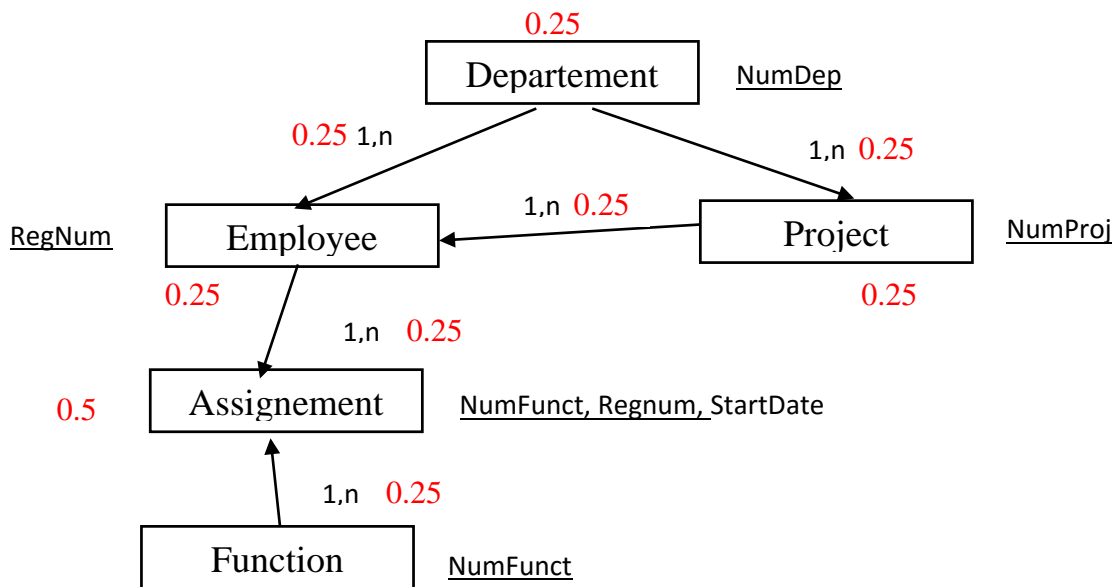 0.25
Departement NumDep
0.25 1,n
1,n 0.25
1,n 0.25
RegNum Employee Project NumProj
0.25 0.25
1,n 0.25
0.5 Assignement NumFunct, Regnum, StartDate
1,n 0.25
Function NumFunct